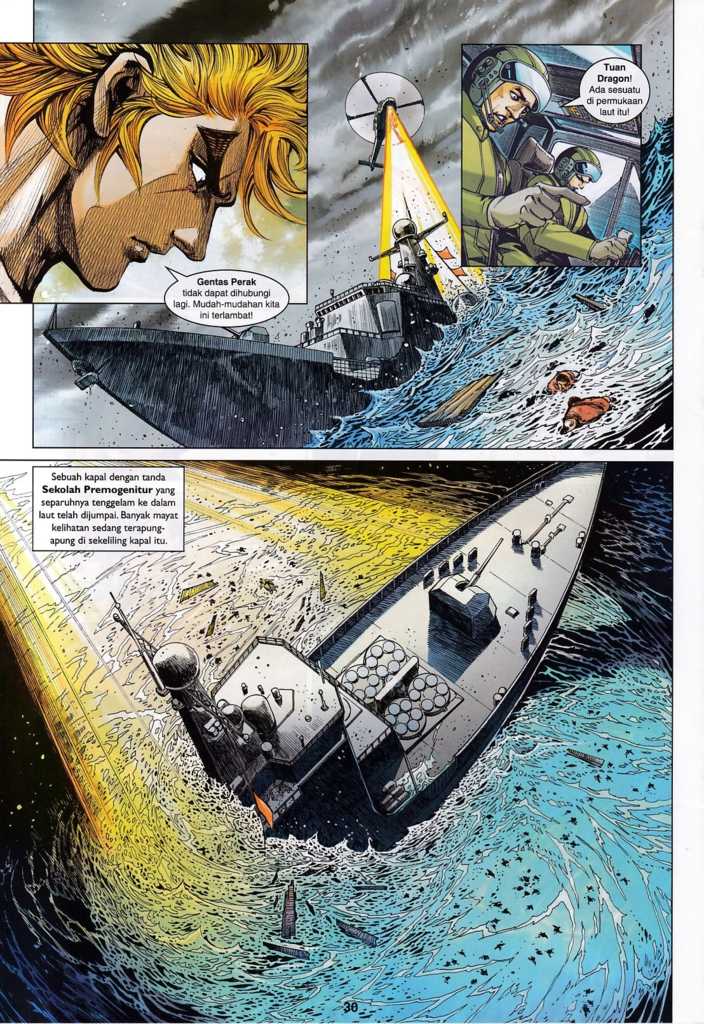 Tuan
Dragon!
Ada sesuatu
di permukaan
laut itu!
Gentas Perak
tidak dapat dihubungi
lagi. Mudah-mudahan kita
ini terlambat!
Sebuah kapal dengan tanda
Sekolah Premogenitur yang
separuhnya tenggelam ke dalam
laut telah dijumpai. Banyak mayat
kelihatan sedang terapung-
apung di sekeliling kapal itu.
30